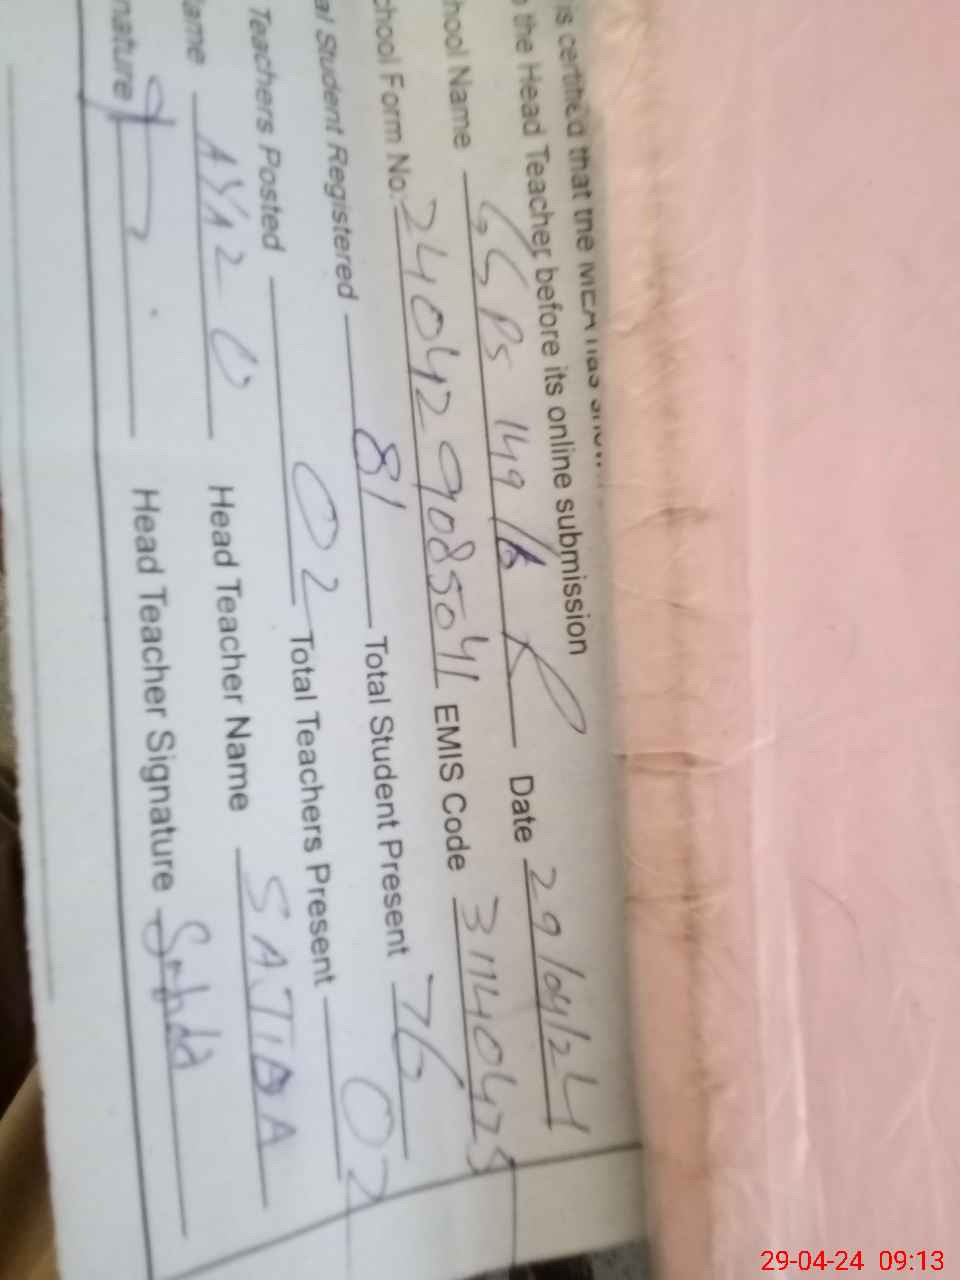 is certified that the MEA has
the Head Teacher before its online submission
hool Name GGPS 149/ R Date 29/04/24
chool Form No. 240429085041 EMIS Code 31140425
al Student Registered 81 Total Student Present 76
Teachers Posted 02 Total Teachers Present 02
ame Head Teacher Name SAJIDA
nature Head Teacher Signature Sajida
29-04-24 09:13